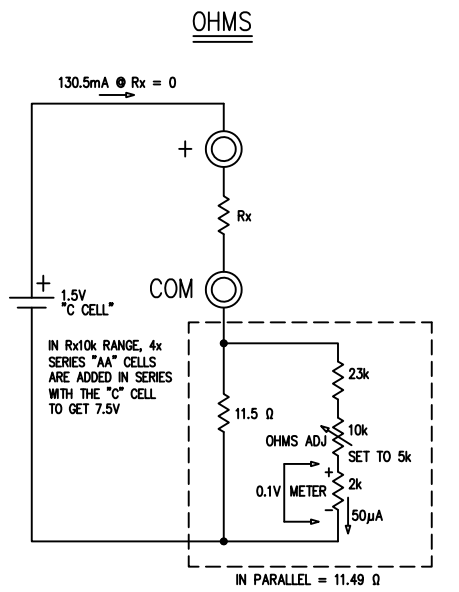 OHMS
130.5mA @ Rx = 0
+
Rx
COM
+
1.5V
"C CELL"
IN Rx10k RANGE, 4x
SERIES "AA" CELLS
ARE ADDED IN SERIES
WITH THE "C" CELL
TO GET 7.5V
23k
11.5 Ω
10k
OHMS ADJ
SET TO 5k
+
2k
0.1V METER
−
50µA
IN PARALLEL = 11.49 Ω